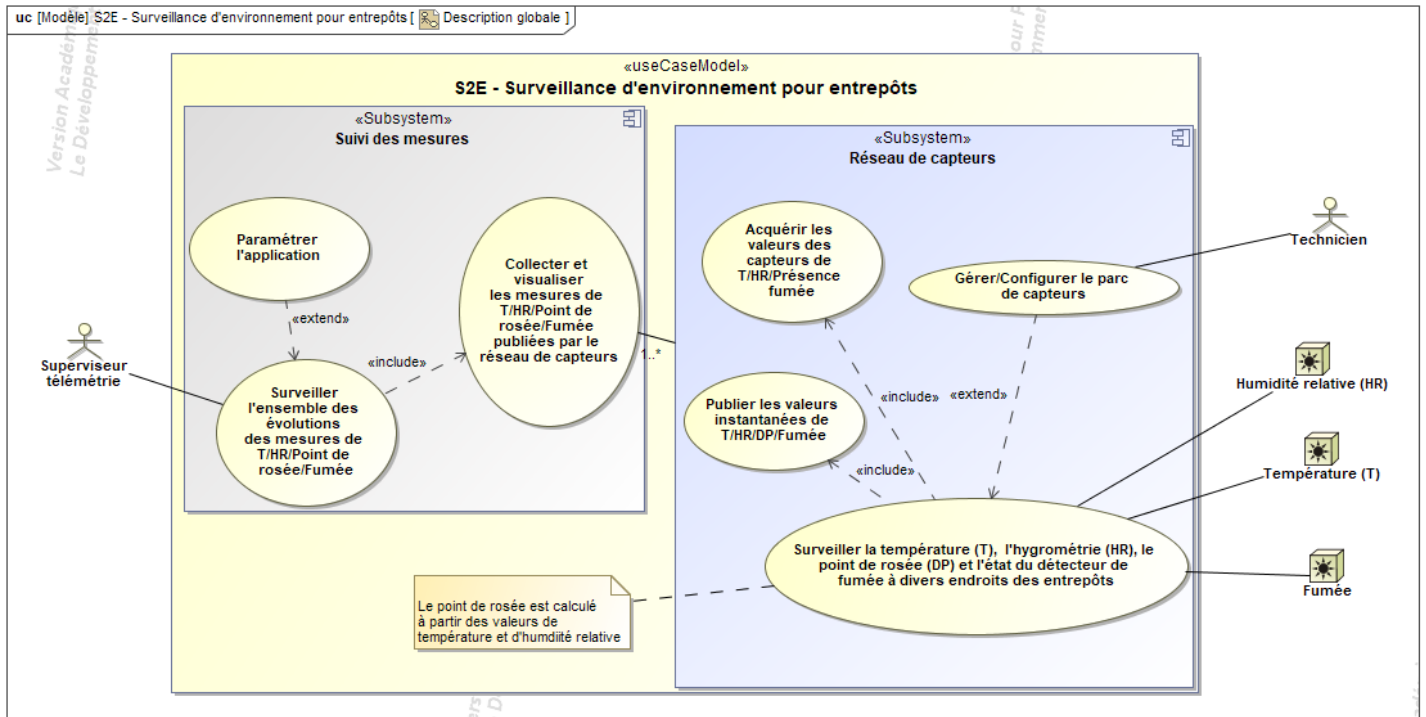 uc [Modèle] S2E - Surveillance d'environnement pour entrepôts [ Description globale ]
Version Académ
Le Développeme
our
mmer
«useCaseModel»
S2E - Surveillance d'environnement pour entrepôts
«Subsystem»
Suivi des mesures
Paramétrer
l'application
«extend»
Superviseur
télémétrie
Surveiller
l'ensemble des
évolutions
des mesures de
T/HR/Point de
rosée/Fumée
«include»
Collecter et
visualiser
les mesures de
T/HR/Point de
rosée/Fumée
publiées par le
réseau de capteurs
1..*
«Subsystem»
Réseau de capteurs
Acquérir les
valeurs des
capteurs de
T/HR/Présence
fumée
Gérer/Configurer le parc
de capteurs
Technicien
«include»
«extend»
Publier les valeurs
instantanées de
T/HR/DP/Fumée
«include»
Surveiller la température (T), l'hygrométrie (HR), le
point de rosée (DP) et l'état du détecteur de
fumée à divers endroits des entrepôts
Humidité relative (HR)
Température (T)
Fumée
Le point de rosée est calculé
à partir des valeurs de
température et d'humdiité relative